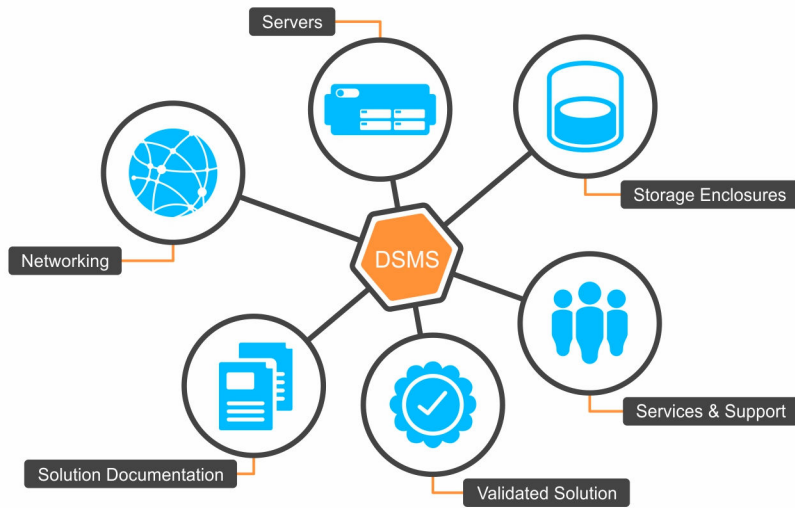 Servers
Storage Enclosures
Networking
DSMS
Services & Support
Solution Documentation
Validated Solution